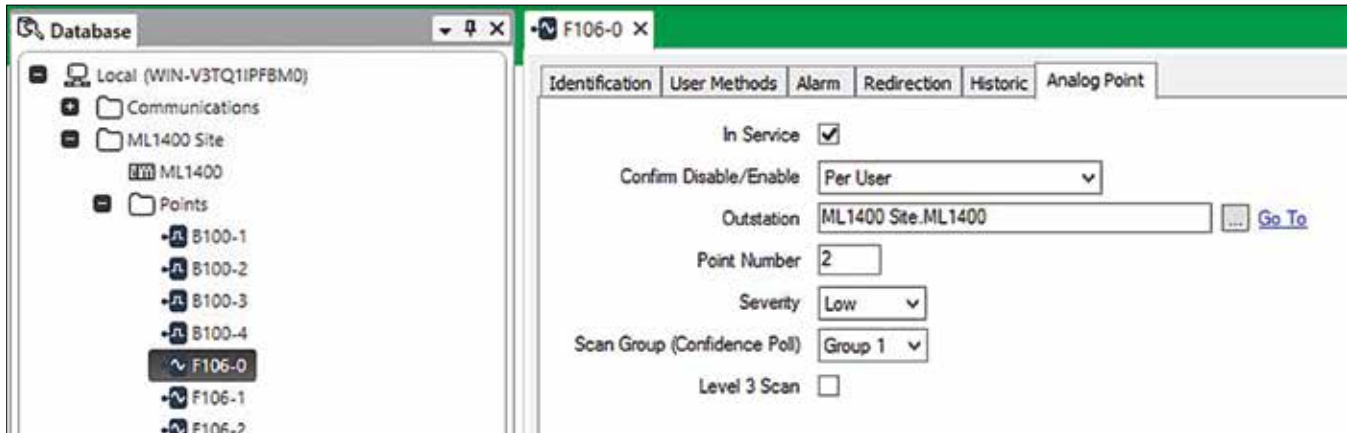 Database
Local (WIN-V3TQ1IPFBM0)
Communications
ML1400 Site
ML1400
Points
B100-1
B100-2
B100-3
B100-4
F106-0
F106-1
F106-2
F106-0
Identification User Methods Alarm Redirection Historic Analog Point
In Service
Confirm Disable/Enable Per User
Outstation ML1400 Site.ML1400 ... Go To
Point Number 2
Severity Low
Scan Group (Confidence Poll) Group 1
Level 3 Scan